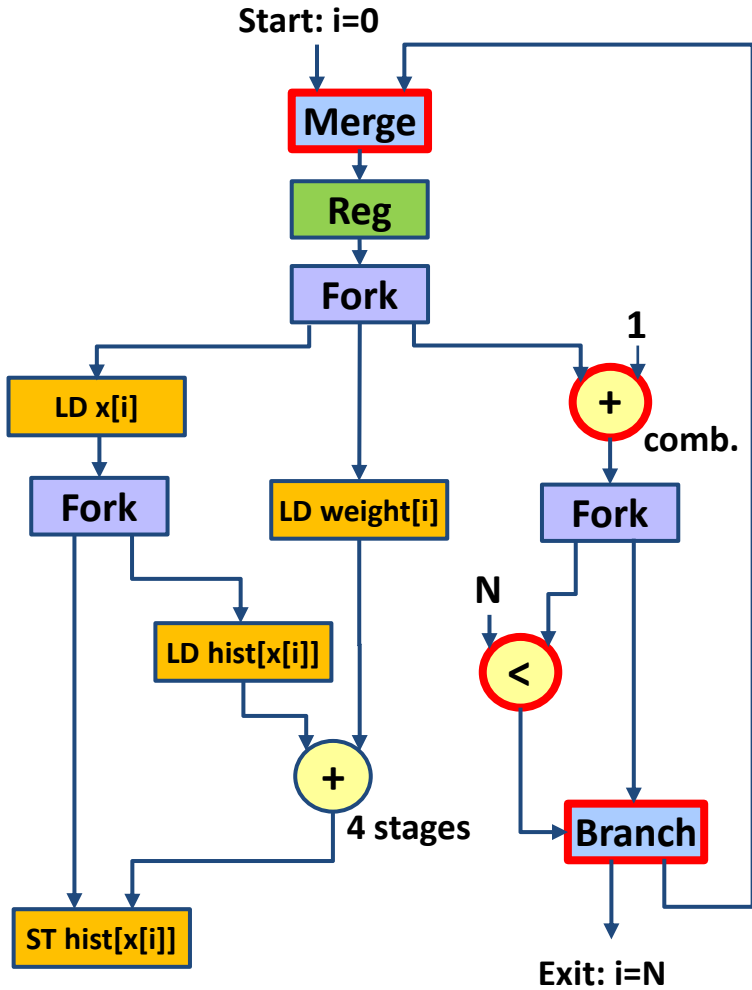 Start: i=0
Merge
Reg
Fork
1
LD x[i]
+
comb.
Fork
LD weight[i]
Fork
N
LD hist[x[i]]
<
+
4 stages
Branch
ST hist[x[i]]
Exit: i=N